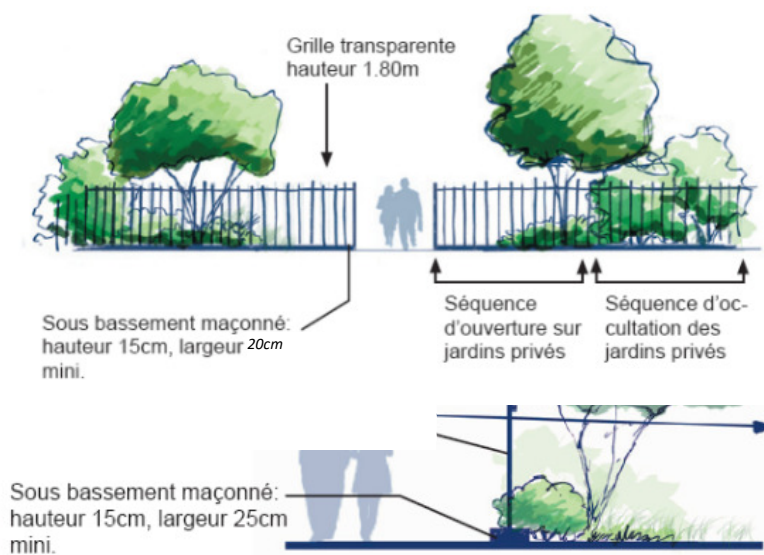 Grille transparente
hauteur 1.80m
Sous bassement maçonné:
hauteur 15cm, largeur 20cm
mini.
Séquence
d'ouverture sur
jardins privés
Séquence d'oc-
cultation des
jardins privés
Sous bassement maçonné:
hauteur 15cm, largeur 25cm
mini.